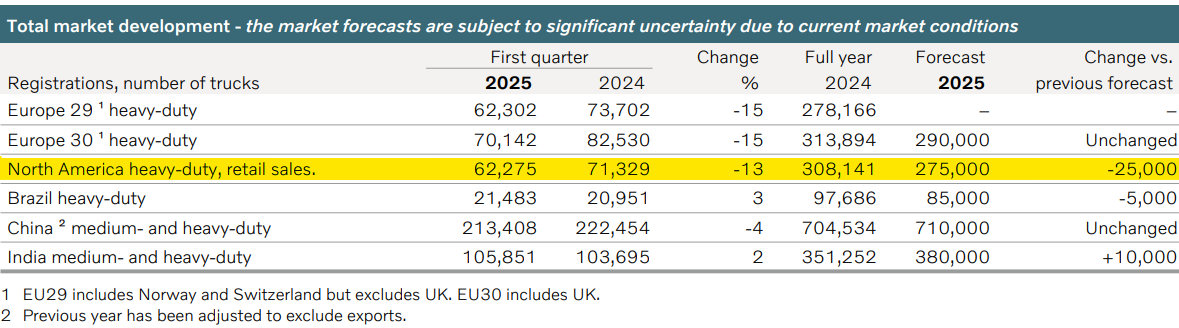 Total market development - the market forecasts are subject to significant uncertainty due to current market conditions
First quarter Change Full year Forecast Change vs.
Registrations, number of trucks 2025 2024 % 2024 2025 previous forecast
Europe 29 ¹ heavy-duty 62,302 73,702 -15 278,166 – –
Europe 30 ¹ heavy-duty 70,142 82,530 -15 313,894 290,000 Unchanged
North America heavy-duty, retail sales. 62,275 71,329 -13 308,141 275,000 -25,000
Brazil heavy-duty 21,483 20,951 3 97,686 85,000 -5,000
China ² medium- and heavy-duty 213,408 222,454 -4 704,534 710,000 Unchanged
India medium- and heavy-duty 105,851 103,695 2 351,252 380,000 +10,000
1 EU29 includes Norway and Switzerland but excludes UK. EU30 includes UK.
2 Previous year has been adjusted to exclude exports.